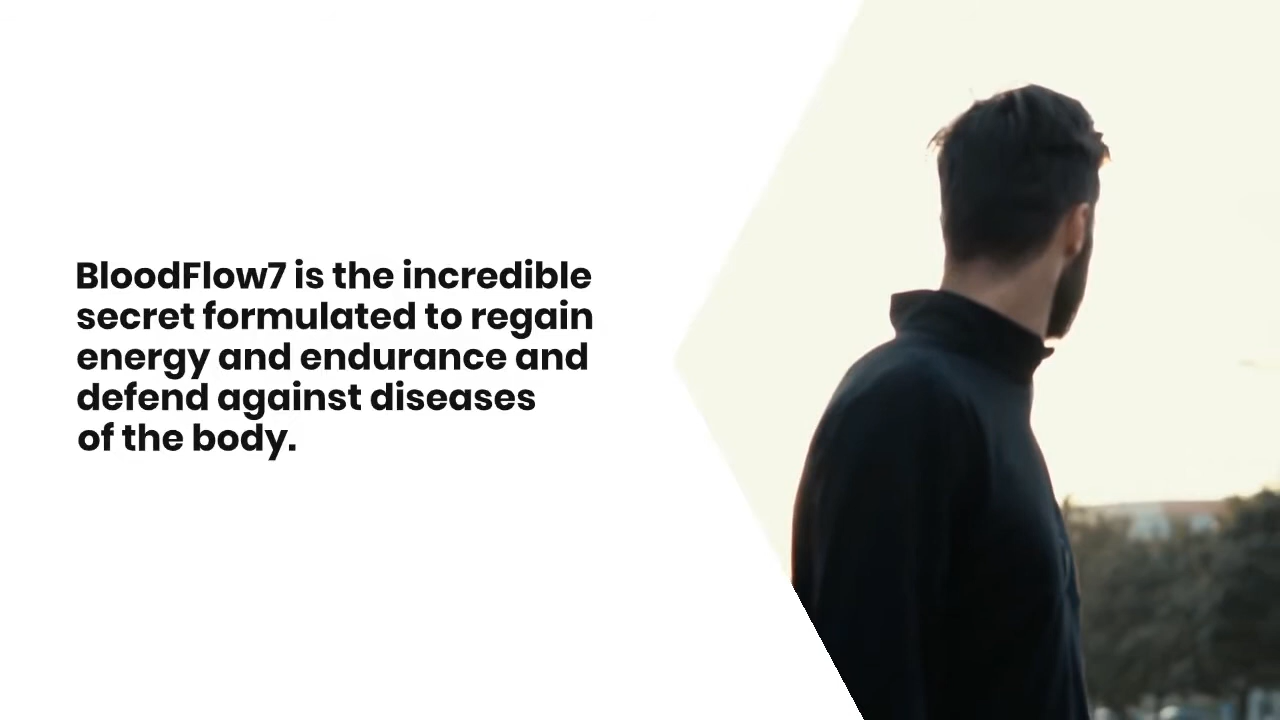 BloodFlow7 is the incredible
secret formulated to regain
energy and endurance and
defend against diseases
of the body.